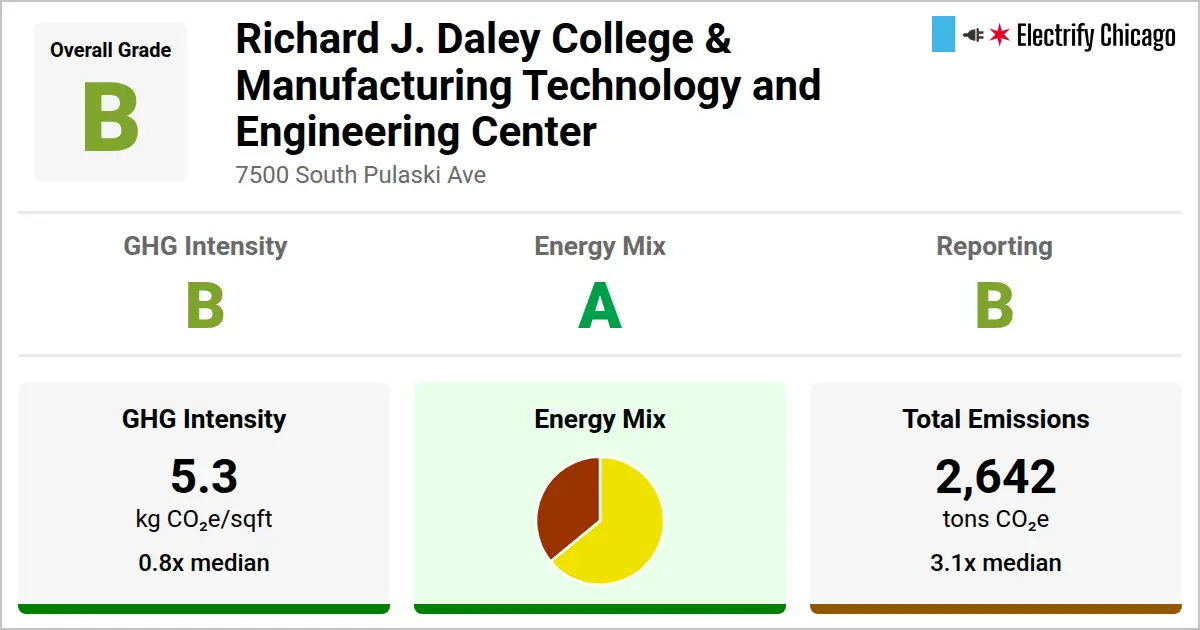 Overall Grade
B
Richard J. Daley College &
Manufacturing Technology and
Engineering Center
7500 South Pulaski Ave
Electrify Chicago
GHG Intensity
B
Energy Mix
A
Reporting
B
GHG Intensity
5.3
kg CO₂e/sqft
0.8x median
Energy Mix
Total Emissions
2,642
tons CO₂e
3.1x median